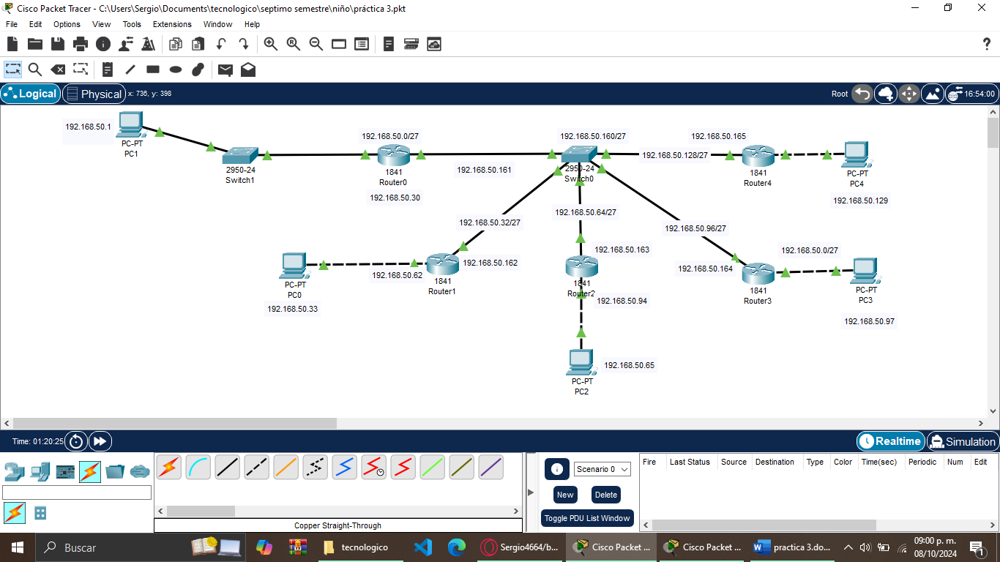 Cisco Packet Tracer - C:\Users\Sergio\Documents\tecnologico\septimo semestre\niño\práctica 3.pkt
File Edit Options View Tools Extensions Window Help
Logical Physical x: 736, y: 398 Root 16:54:00
192.168.50.1
PC-PT
PC1
2950-24
Switch1
192.168.50.0/27
1841
Router0
192.168.50.30
192.168.50.161
192.168.50.160/27
2950-24
Switch0
192.168.50.165
192.168.50.128/27
1841
Router4
PC-PT
PC4
192.168.50.129
192.168.50.32/27
192.168.50.64/27
192.168.50.96/27
PC-PT
PC0
192.168.50.33
192.168.50.62
1841
Router1
192.168.50.162
192.168.50.163
1841
Router2
192.168.50.94
192.168.50.164
1841
Router3
192.168.50.0/27
PC-PT
PC3
192.168.50.97
192.168.50.65
PC-PT
PC2
Time: 01:20:25 Realtime Simulation
Scenario 0
New Delete
Toggle PDU List Window
Fire Last Status Source Destination Type Color Time(sec) Periodic Num Edit
Copper Straight-Through
Buscar tecnologico Sergio4664/b... Cisco Packet ... Cisco Packet ... practica 3.do... 09:00 p. m.
08/10/2024
1